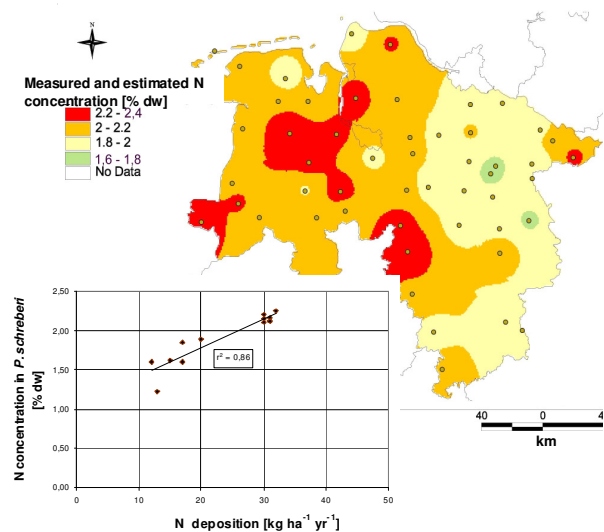 N
Measured and estimated N
concentration [% dw]
2.2 - 2,4
2 - 2.2
1.8 - 2
1,6 - 1,8
No Data
2,50
2,00
1,50
1,00
0,50
0,00
N concentration in P. schreberi
[% dw]
r² = 0,86
0 10 20 30 40 50
N deposition [kg ha⁻¹ yr⁻¹]
40 0 4
km